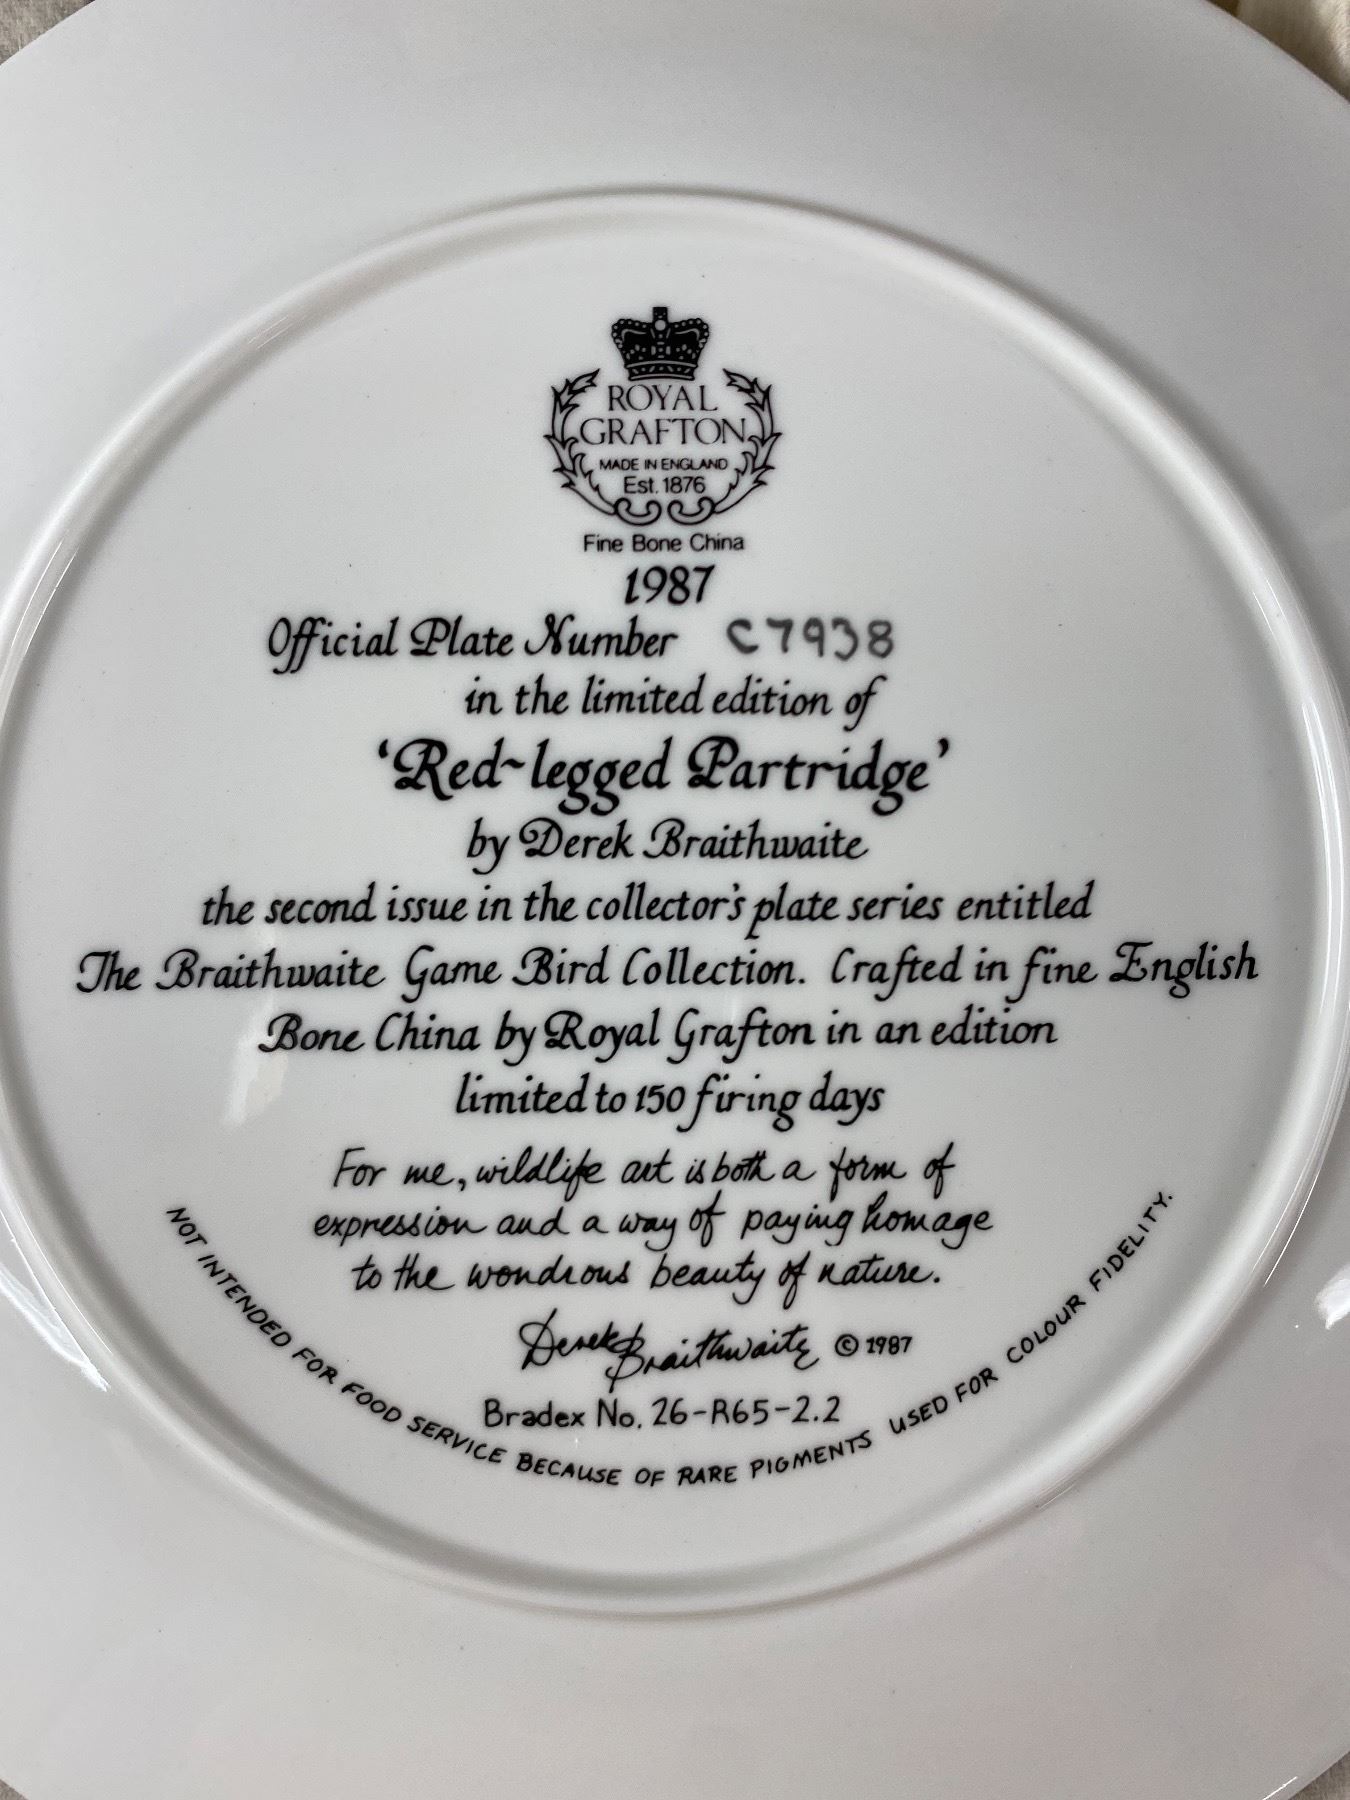 ROYAL
GRAFTON
MADE IN ENGLAND
Est. 1876
Fine Bone China
1987
Official Plate Number C7938
in the limited edition of
‘Red~legged Partridge’
by Derek Braithwaite
the second issue in the collector's plate series entitled
The Braithwaite Game Bird Collection. Crafted in fine English
Bone China by Royal Grafton in an edition
limited to 150 firing days
For me, wildlife art is both a form of
expression and a way of paying homage
to the wondrous beauty of nature.
Derek Braithwaite © 1987
Bradex No. 26-R65-2.2
NOT INTENDED FOR FOOD SERVICE BECAUSE OF RARE PIGMENTS USED FOR COLOUR FIDELITY.